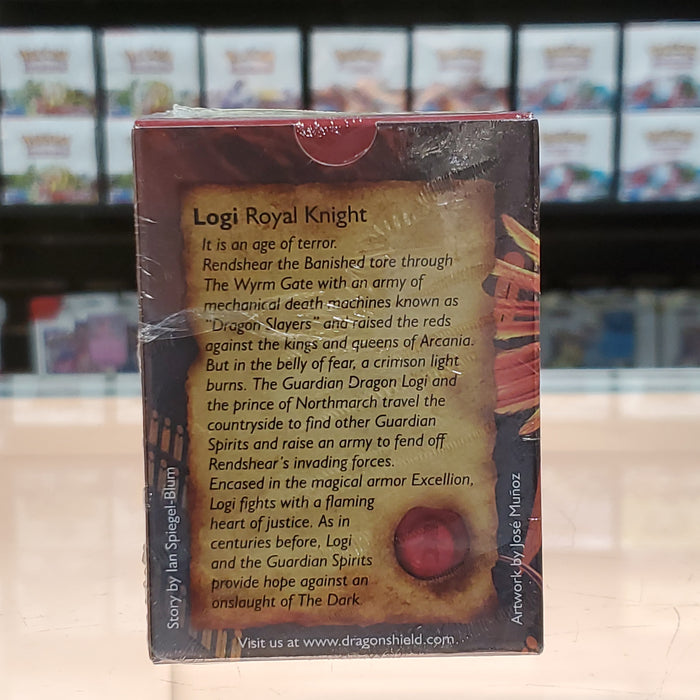 Logi Royal Knight
It is an age of terror.
Rendshear the Banished tore through
The Wyrm Gate with an army of
mechanical death machines known as
"Dragon Slayers" and raised the reds
against the kings and queens of Arcania.
But in the belly of fear, a crimson light
burns. The Guardian Dragon Logi and
the prince of Northmarch travel the
countryside to find other Guardian
Spirits and raise an army to fend off
Rendshear's invading forces.
Encased in the magical armor Excellion,
Logi fights with a flaming
heart of justice. As in
centuries before, Logi
and the Guardian Spirits
provide hope against an
onslaught of The Dark.
Story by Ian Spiegel-Blum
Artwork by José Muñoz
Visit us at www.dragonshield.com